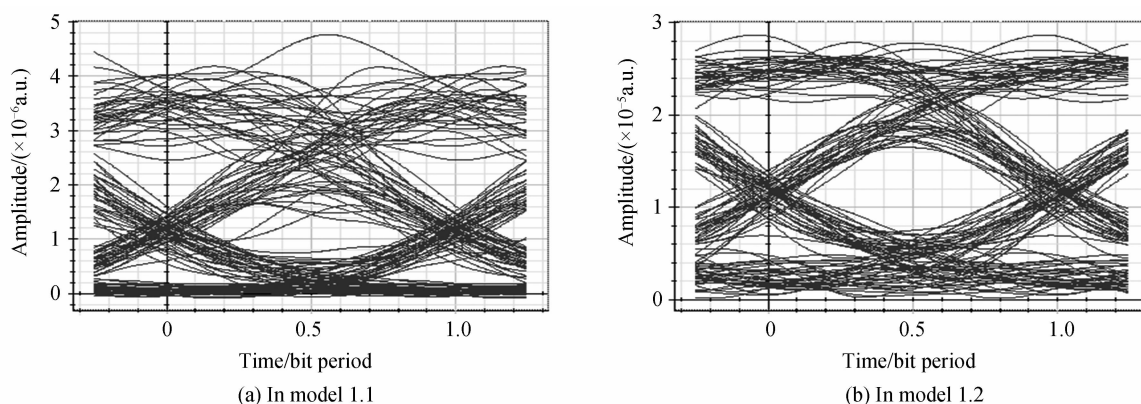 Amplitude/(×10⁻⁶a.u.)
5
4
3
2
1
0
0
0.5
1.0
Time/bit period
(a) In model 1.1
Amplitude/(×10⁻⁵a.u.)
3
2
1
0
0
0.5
1.0
Time/bit period
(b) In model 1.2